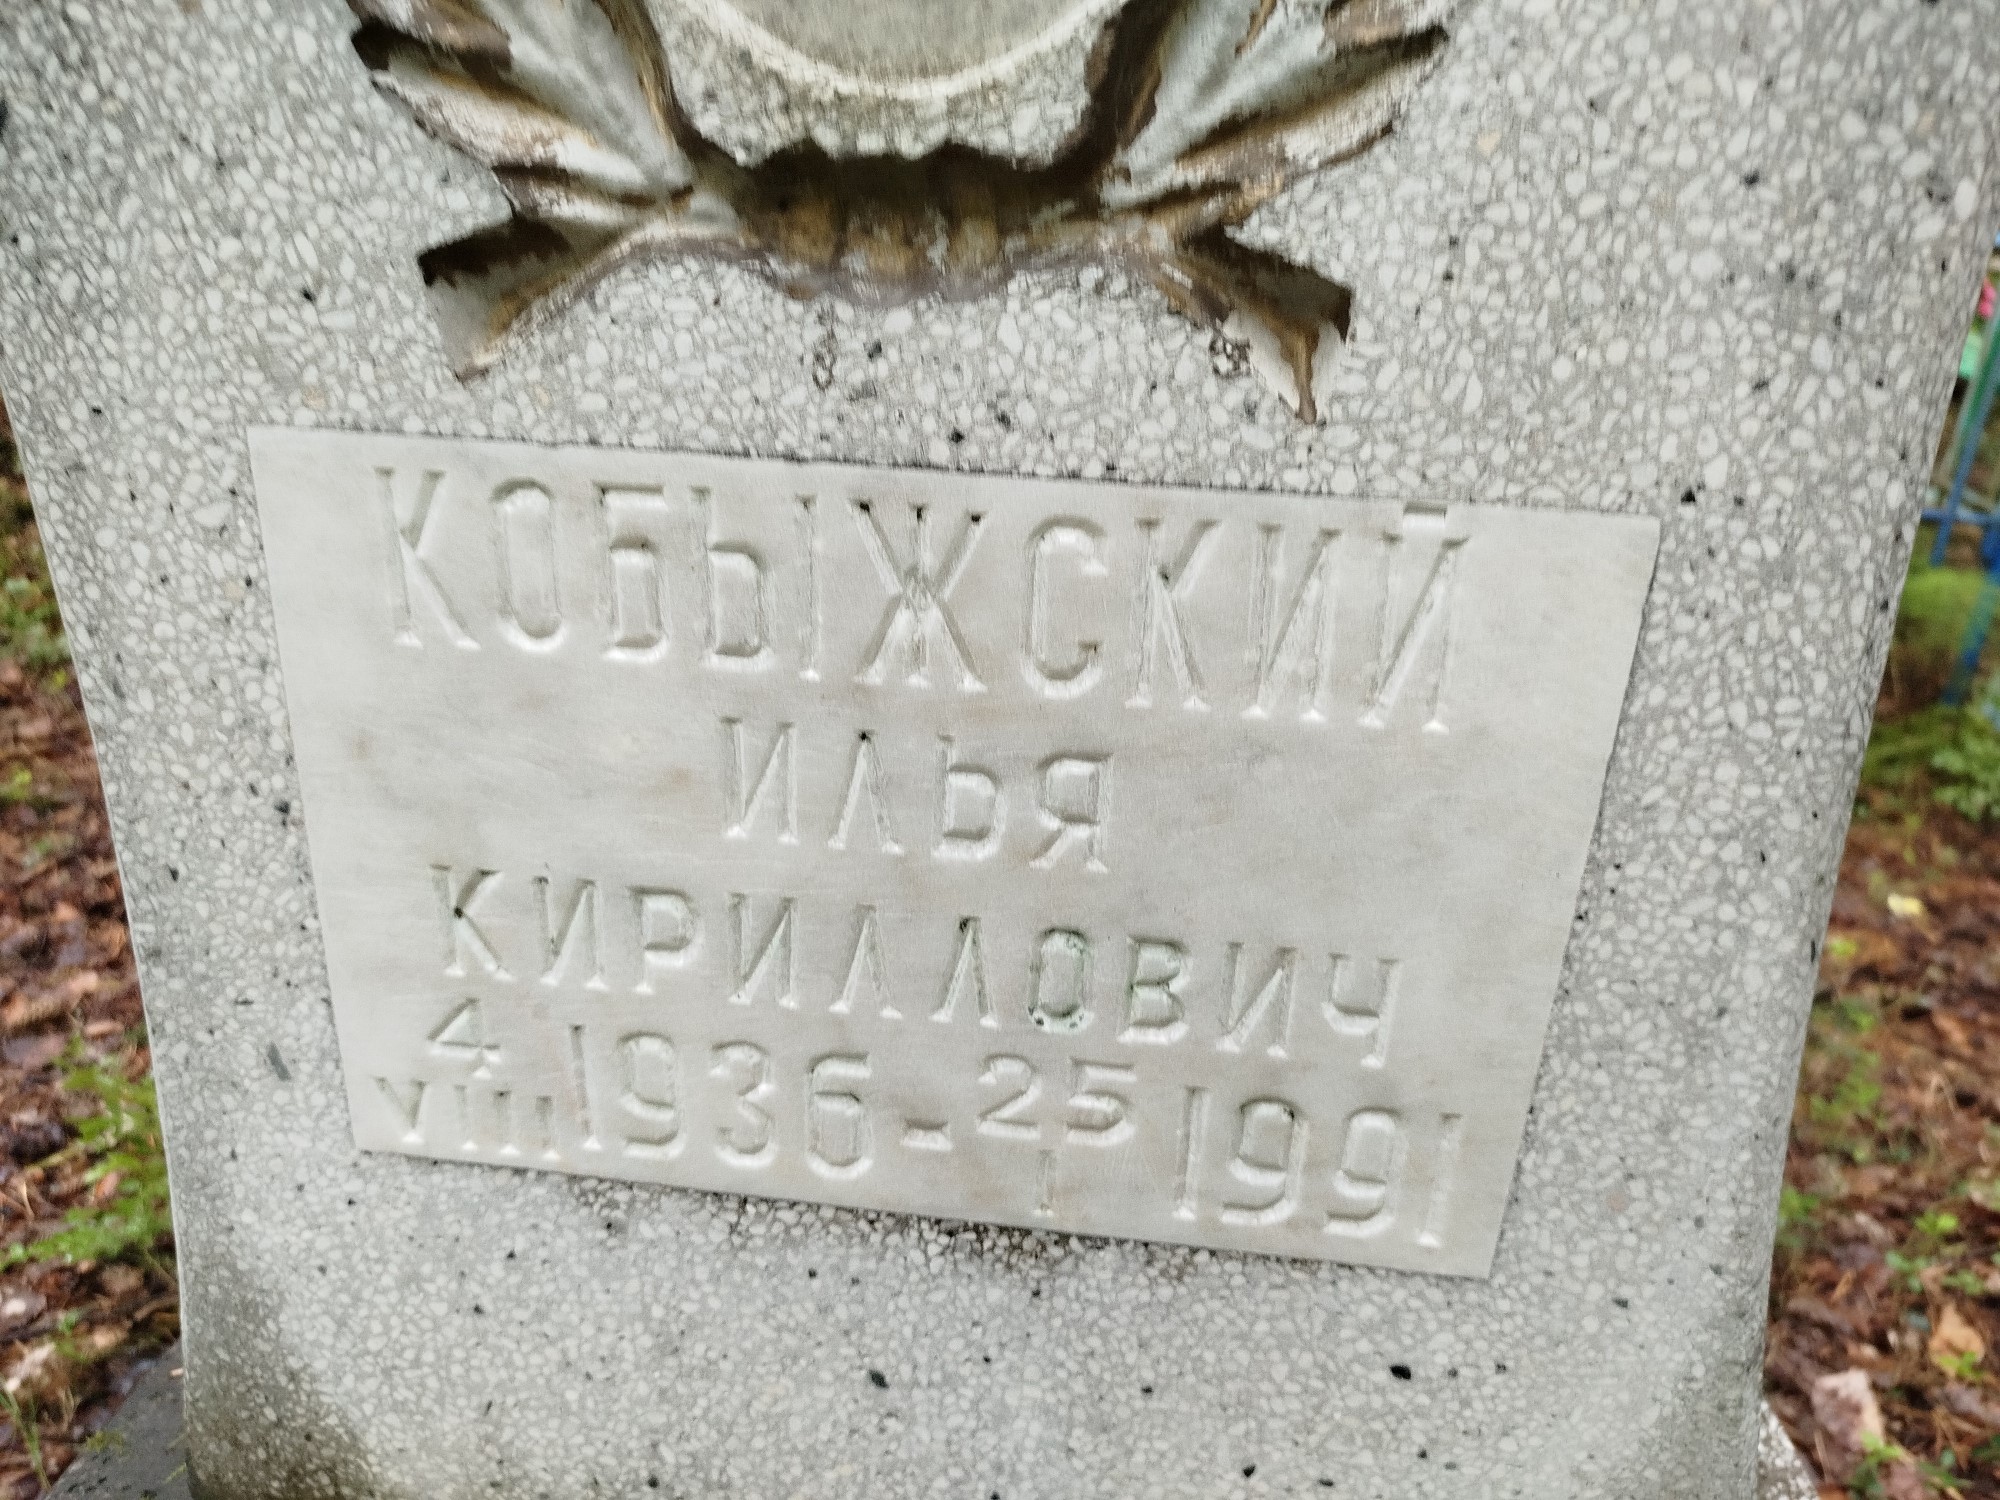 КОБЫЖСКИЙ
ИЛЬЯ
КИРИЛЛОВИЧ
4 VIII 1936 - 25 I 1991